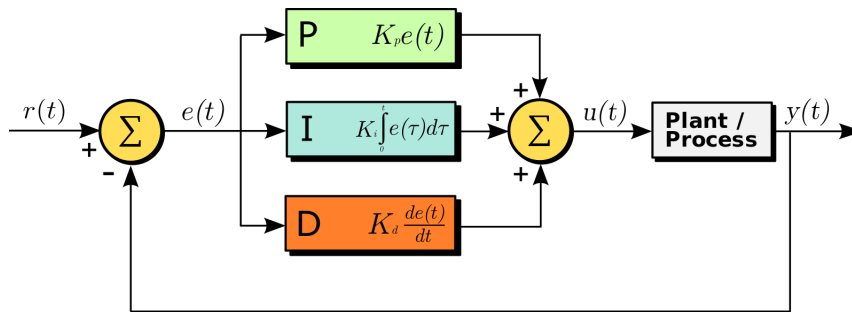 P K_p e(t)
r(t)
e(t)
+
-
Σ
I K_i ∫_0^t e(τ)dτ
D K_d de(t)/dt
+
+
+
Σ
u(t)
Plant /
Process
y(t)